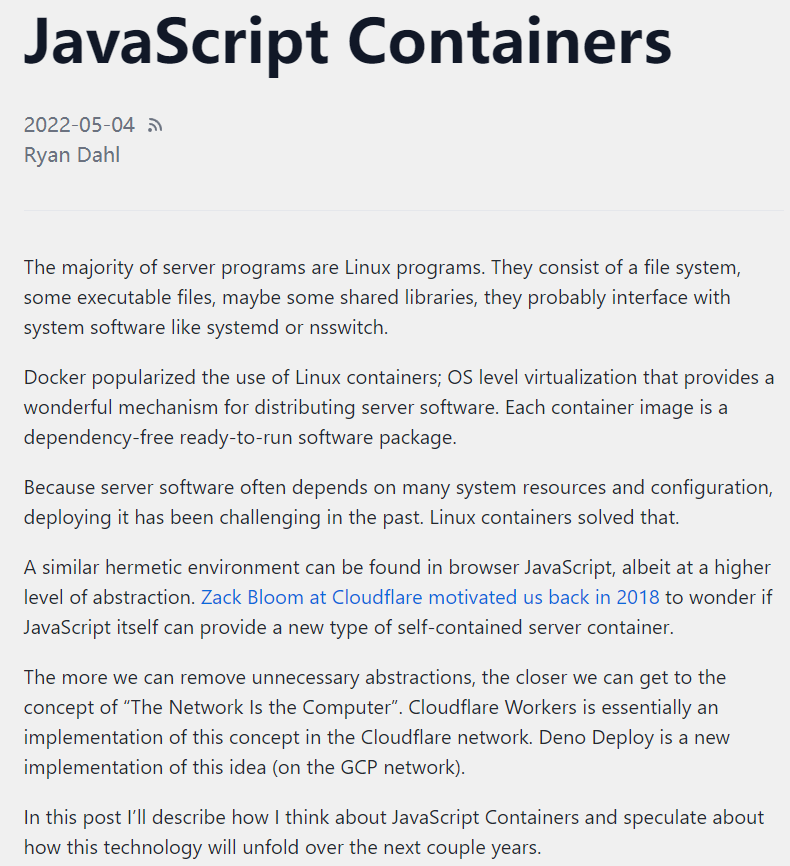 JavaScript Containers
2022-05-04
Ryan Dahl
The majority of server programs are Linux programs. They consist of a file system,
some executable files, maybe some shared libraries, they probably interface with
system software like systemd or nsswitch.
Docker popularized the use of Linux containers; OS level virtualization that provides a
wonderful mechanism for distributing server software. Each container image is a
dependency-free ready-to-run software package.
Because server software often depends on many system resources and configuration,
deploying it has been challenging in the past. Linux containers solved that.
A similar hermetic environment can be found in browser JavaScript, albeit at a higher
level of abstraction. Zack Bloom at Cloudflare motivated us back in 2018 to wonder if
JavaScript itself can provide a new type of self-contained server container.
The more we can remove unnecessary abstractions, the closer we can get to the
concept of “The Network Is the Computer”. Cloudflare Workers is essentially an
implementation of this concept in the Cloudflare network. Deno Deploy is a new
implementation of this idea (on the GCP network).
In this post I’ll describe how I think about JavaScript Containers and speculate about
how this technology will unfold over the next couple years.